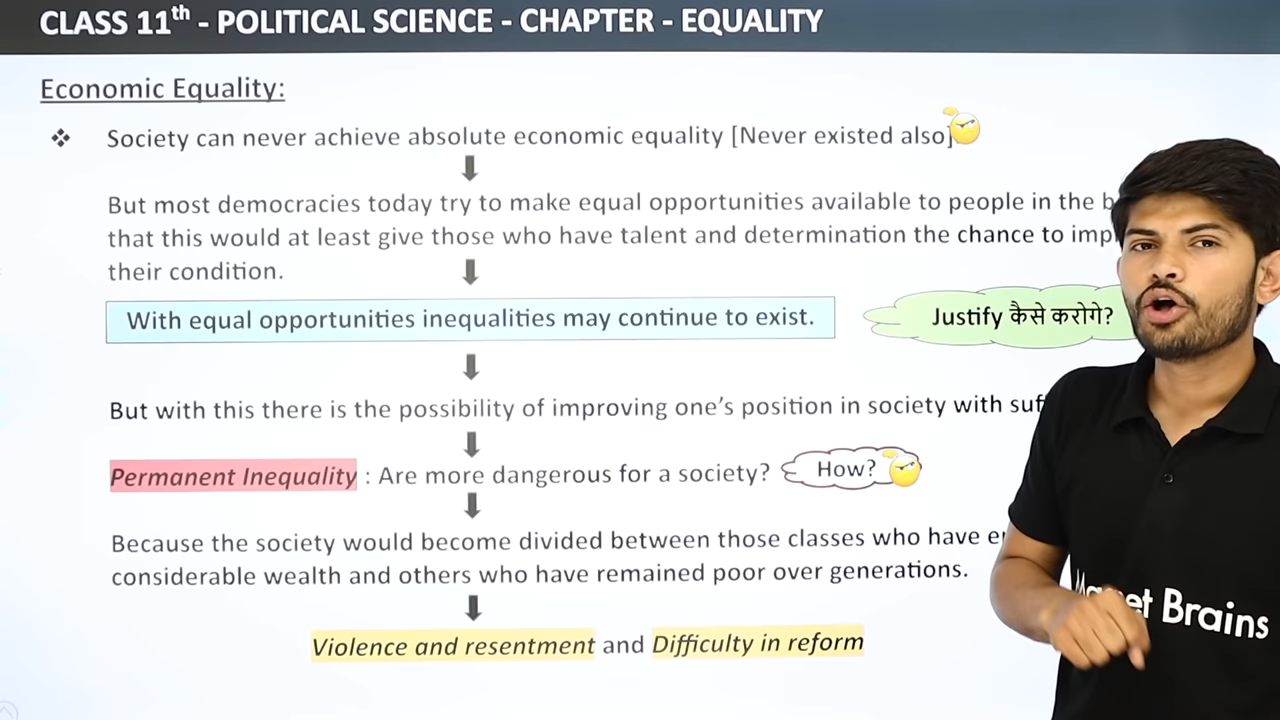 CLASS 11th - POLITICAL SCIENCE - CHAPTER - EQUALITY
Economic Equality:
Society can never achieve absolute economic equality [Never existed also]
But most democracies today try to make equal opportunities available to people in the
that this would at least give those who have talent and determination the chance to
their condition.
With equal opportunities inequalities may continue to exist.
Justify कैसे करोगे?
But with this there is the possibility of improving one's position in society with
Permanent Inequality : Are more dangerous for a society?
How?
Because the society would become divided between those classes who have
considerable wealth and others who have remained poor over generations.
Violence and resentment and Difficulty in reform
Brains